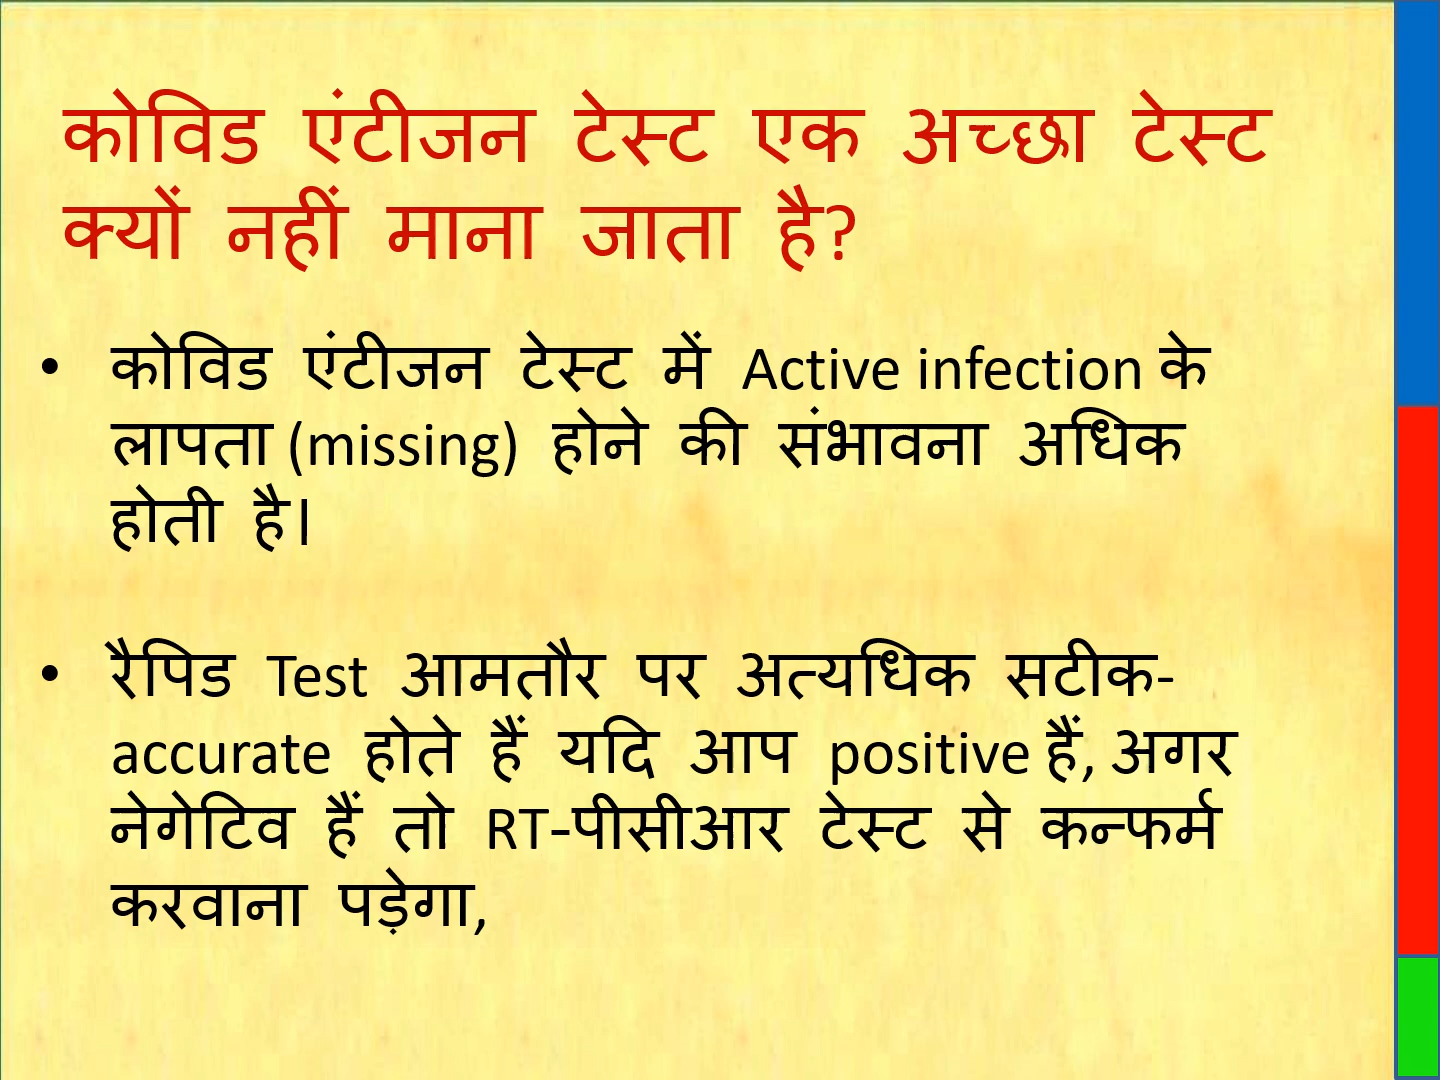 कोविड एंटीजन टेस्ट एक अच्छा टेस्ट
क्यों नहीं माना जाता है?
• कोविड एंटीजन टेस्ट में Active infection के
लापता (missing) होने की संभावना अधिक
होती है।
• रैपिड Test आमतौर पर अत्यधिक सटीक-
accurate होते हैं यदि आप positive हैं, अगर
नेगेटिव हैं तो RT-पीसीआर टेस्ट से कन्फर्म
करवाना पड़ेगा,